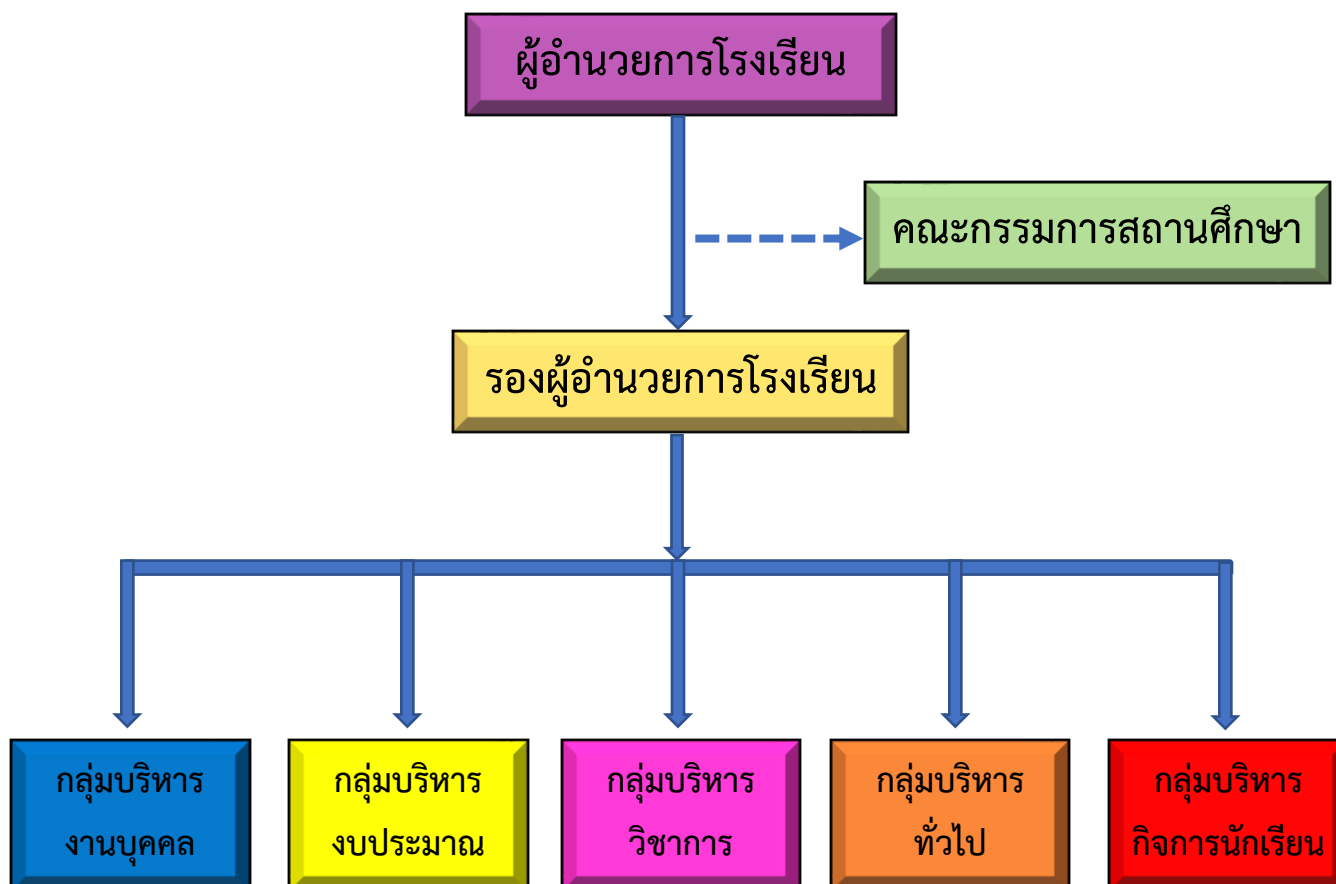 ผู้อำนวยการโรงเรียน
คณะกรรมการสถานศึกษา
รองผู้อำนวยการโรงเรียน
กลุ่มบริหาร
งานบุคคล
กลุ่มบริหาร
งบประมาณ
กลุ่มบริหาร
วิชาการ
กลุ่มบริหาร
ทั่วไป
กลุ่มบริหาร
กิจการนักเรียน